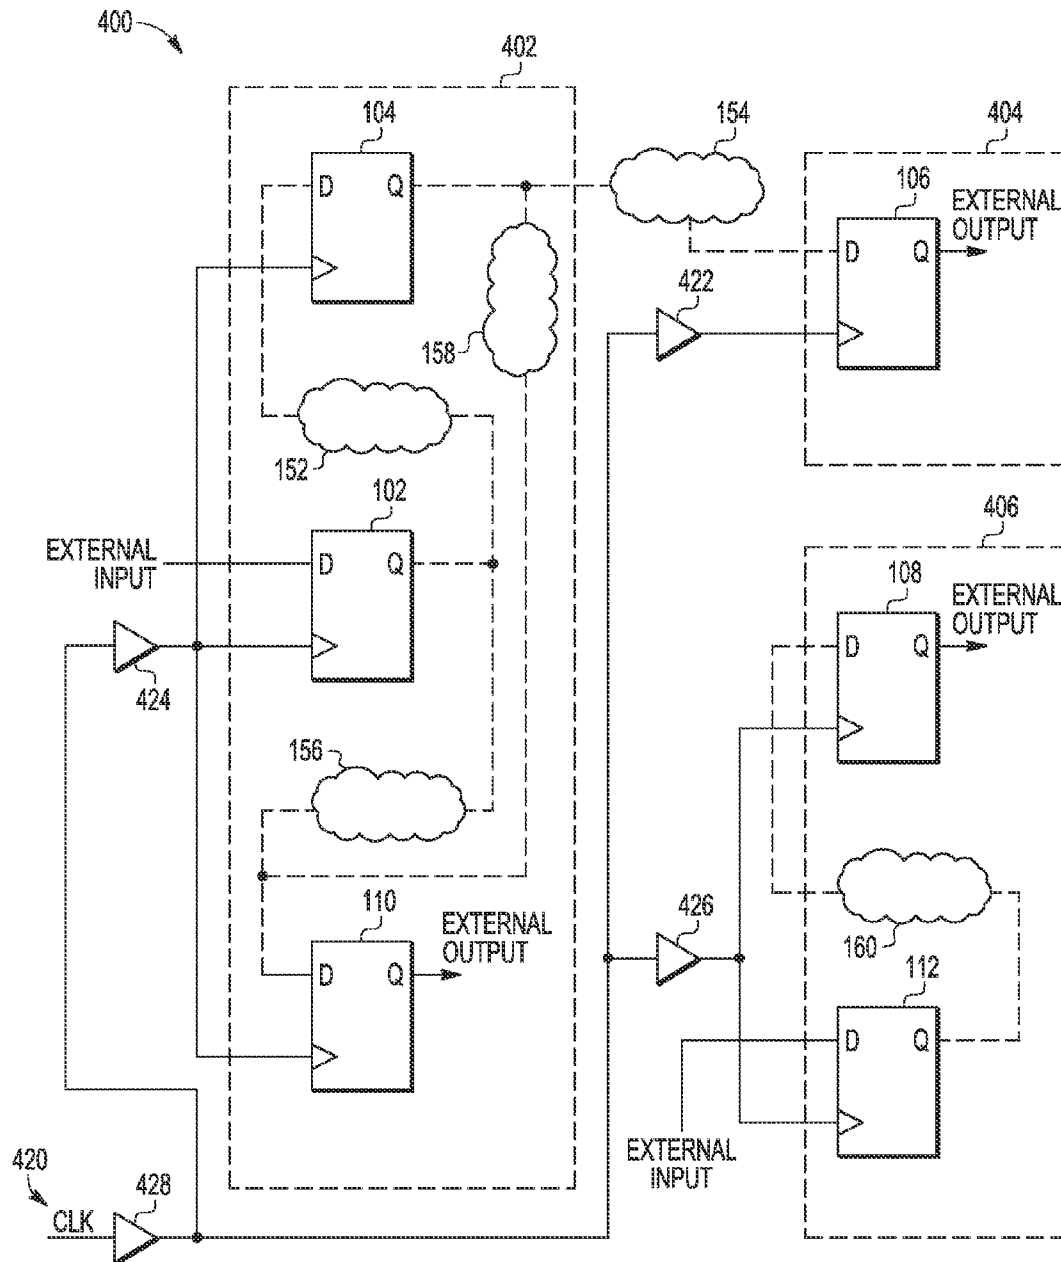 400
402
104
D
Q
154
404
106
EXTERNAL
OUTPUT
D
Q
422
158
152
102
EXTERNAL
INPUT
D
Q
406
108
EXTERNAL
OUTPUT
D
Q
424
156
110
EXTERNAL
OUTPUT
D
Q
426
160
112
D
Q
EXTERNAL
INPUT
420
CLK
428